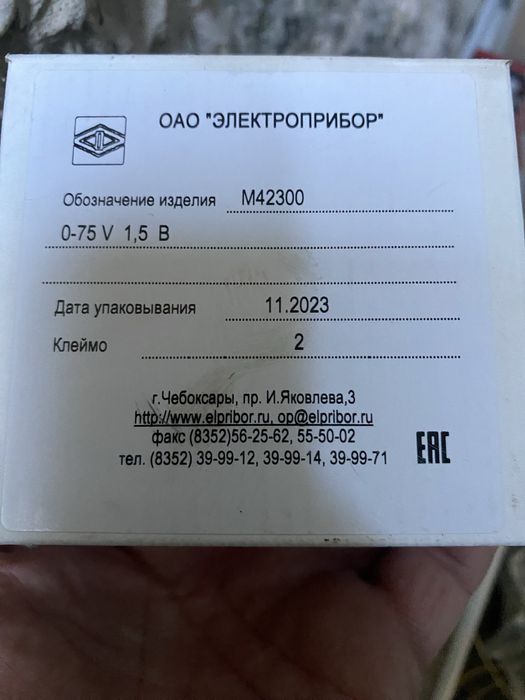 ОАО "ЭЛЕКТРОПРИБОР"
Обозначение изделия М42300
0-75 V 1,5 В
Дата упаковывания 11.2023
Клеймо 2
г.Чебоксары, пр. И.Яковлева,3
http://www.elpribor.ru, op@elpribor.ru
факс (8352)56-25-62, 55-50-02
тел. (8352) 39-99-12, 39-99-14, 39-99-71
ЕАС